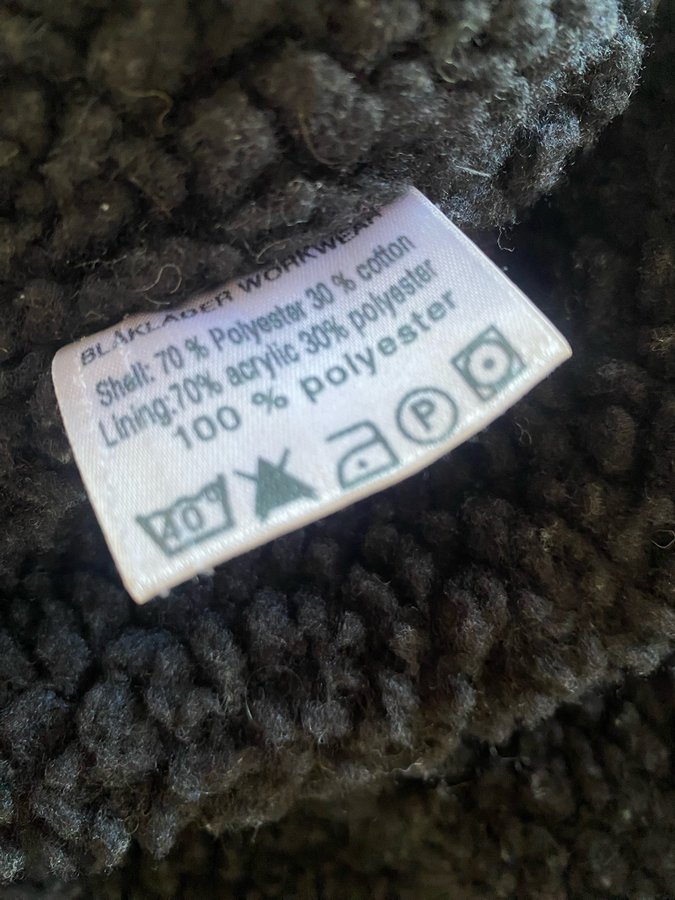 BLÅKLÄDER WORKWEAR
Shell: 70 % Polyester 30 % cotton
Lining:70% acrylic 30% polyester
100 % polyester
40° P